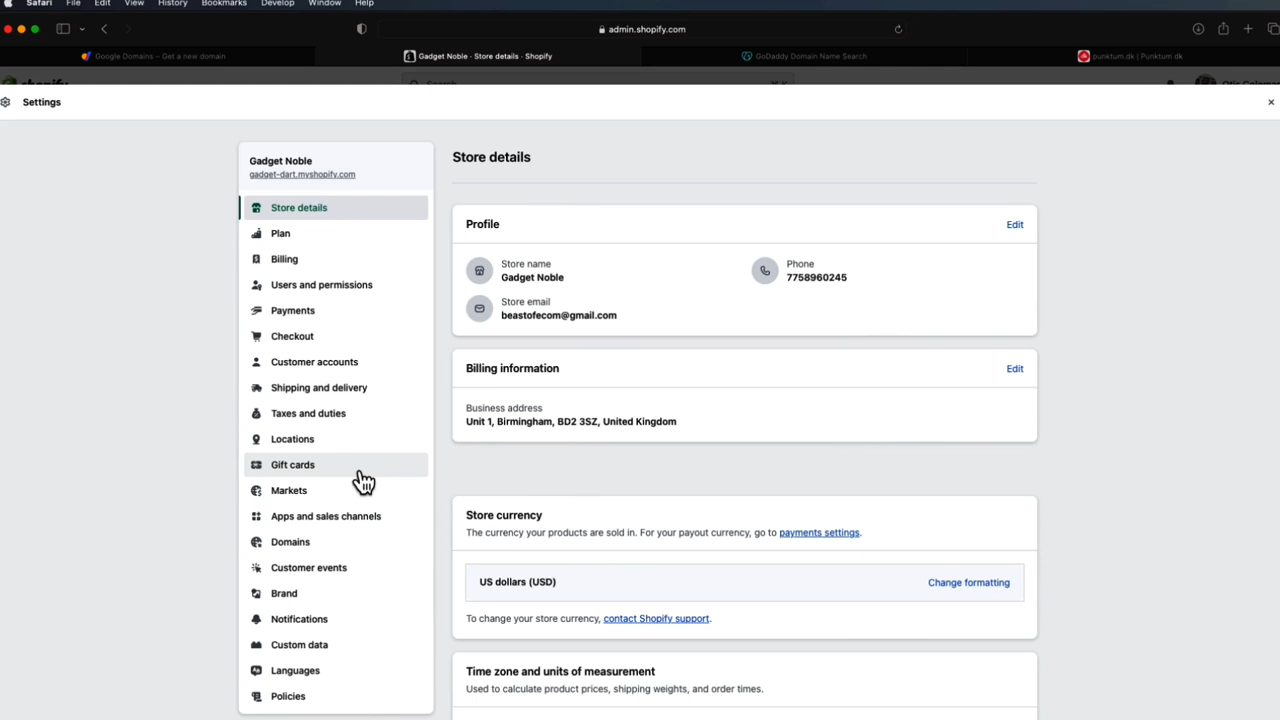 Safari File Edit View History Bookmarks Develop Window Help
admin.shopify.com
Google Domains – Get a new domain
Gadget Noble · Store details · Shopify
GoDaddy Domain Name Search
punktum dk | Punktum dk
Settings
Gadget Noble
gadget-dart.myshopify.com
Store details
Plan
Billing
Users and permissions
Payments
Checkout
Customer accounts
Shipping and delivery
Taxes and duties
Locations
Gift cards
Markets
Apps and sales channels
Domains
Customer events
Brand
Notifications
Custom data
Languages
Policies
Store details
Profile
Edit
Store name
Gadget Noble
Phone
7758960245
Store email
beastofecom@gmail.com
Billing information
Edit
Business address
Unit 1, Birmingham, BD2 3SZ, United Kingdom
Store currency
The currency your products are sold in. For your payout currency, go to payments settings.
US dollars (USD)
Change formatting
To change your store currency, contact Shopify support.
Time zone and units of measurement
Used to calculate product prices, shipping weights, and order times.